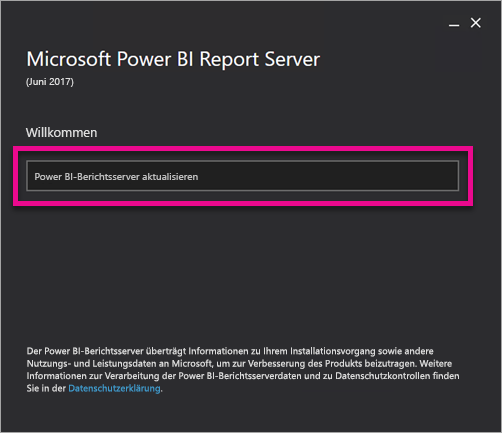 Microsoft Power BI Report Server
(Juni 2017)
Willkommen
Power BI-Berichtsserver aktualisieren
Der Power BI-Berichtsserver überträgt Informationen zu Ihrem Installationsvorgang sowie andere
Nutzungs- und Leistungsdaten an Microsoft, um zur Verbesserung des Produkts beizutragen. Weitere
Informationen zur Verarbeitung der Power BI-Berichtsserverdaten und zu Datenschutzkontrollen finden
Sie in der Datenschutzerklärung.